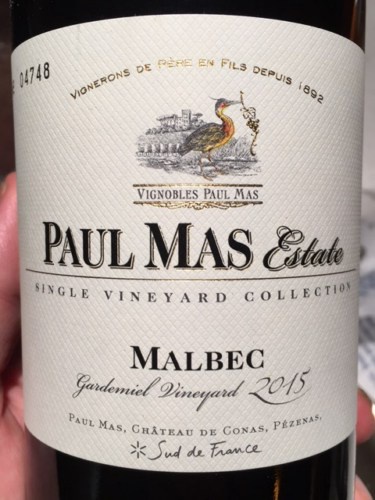 04748
VIGNERONS DE PÈRE EN FILS DEPUIS 1892
VIGNOBLES PAUL MAS
PAUL MAS Estate
SINGLE VINEYARD COLLECTION
MALBEC
Gardemiel Vineyard 2015
PAUL MAS, CHÂTEAU DE CONAS, PÉZENAS.
Sud de France